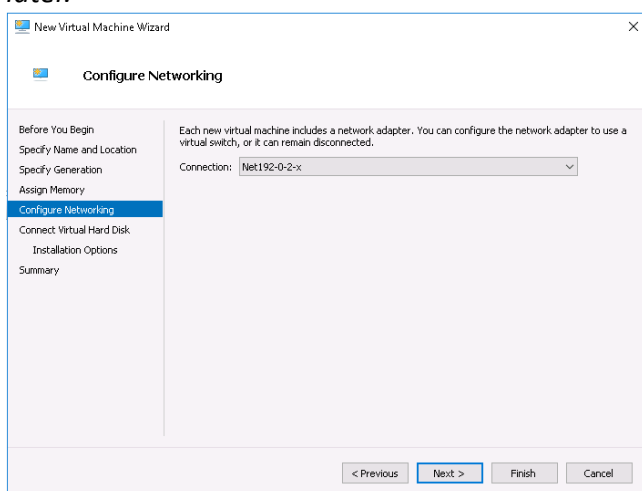 later.
New Virtual Machine Wizard
Configure Networking
Before You Begin
Specify Name and Location
Specify Generation
Assign Memory
Configure Networking
Connect Virtual Hard Disk
Installation Options
Summary
Each new virtual machine includes a network adapter. You can configure the network adapter to use a
virtual switch, or it can remain disconnected.
Connection: Net192-0-2-x
< Previous Next > Finish Cancel